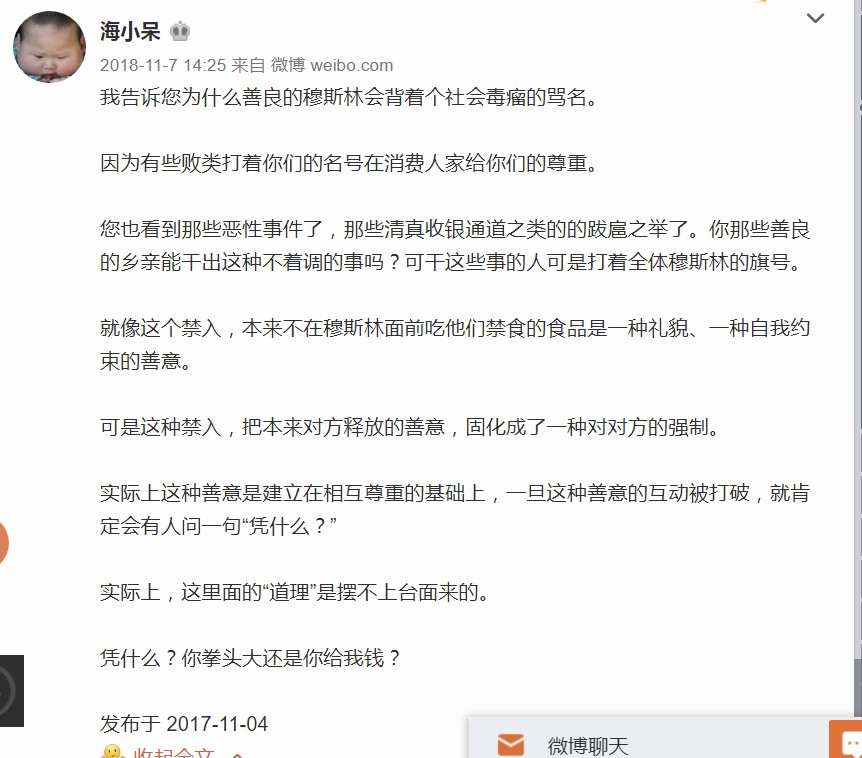 海小呆
2018-11-7 14:25 来自 微博 weibo.com
我告诉您为什么善良的穆斯林会背着个社会毒瘤的骂名。
因为有些败类打着你们的名号在消费人家给你们的尊重。
您也看到那些恶性事件了，那些清真收银通道之类的的跋扈之举了。你那些善良
的乡亲能干出这种不着调的事吗？可干这些事的人可是打着全体穆斯林的旗号。
就像这个禁入，本来不在穆斯林面前吃他们禁食的食品是一种礼貌、一种自我约
束的善意。
可是这种禁入，把本来对方释放的善意，固化成了一种对对方的强制。
实际上这种善意是建立在相互尊重的基础上，一旦这种善意的互动被打破，就肯
定会有人问一句“凭什么？”
实际上，这里面的“道理”是摆不上台面来的。
凭什么？你拳头大还是你给我钱？
发布于 2017-11-04
收起全文
微博聊天